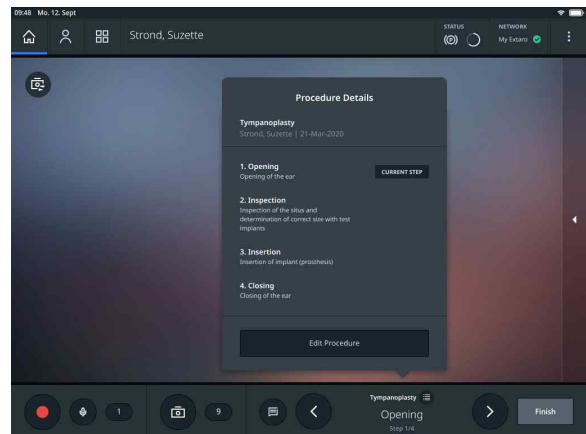 09:48 Mo. 12. Sept
Strond, Suzette
STATUS
NETWORK
My Extaro
Procedure Details
Tympanoplasty
Strond, Suzette | 21-Mar-2020
1. Opening
CURRENT STEP
Opening of the ear
2. Inspection
Inspection of the situs and
determination of correct size with test
implants
3. Insertion
Insertion of implant (prosthesis)
4. Closing
Closing of the ear
Edit Procedure
1
9
Tympanoplasty
Opening
Step 1/4
Finish